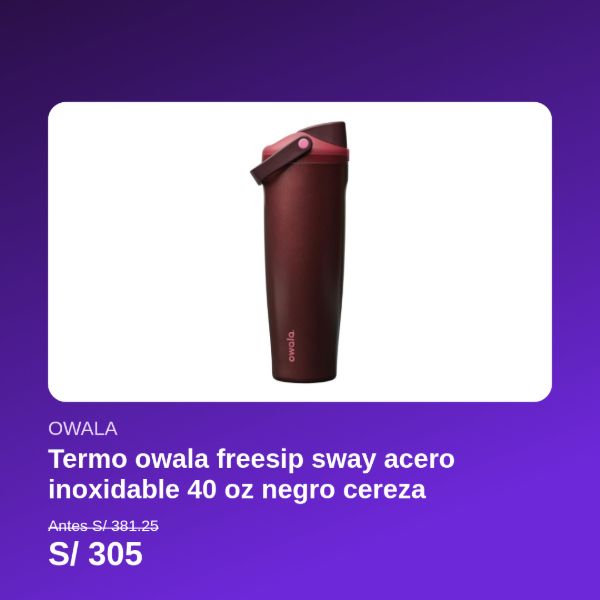 owala.
OWALA
Termo owala freesip sway acero
inoxidable 40 oz negro cereza
Antes S/ 381.25
S/ 305